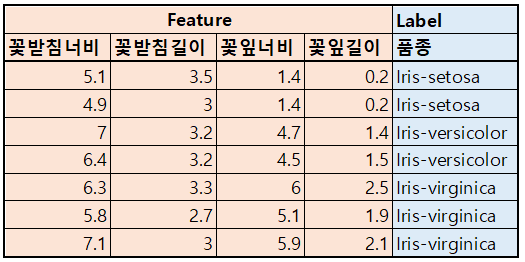 Feature Label
꽃받침너비 꽃받침길이 꽃잎너비 꽃잎길이 품종
5.1 3.5 1.4 0.2 Iris-setosa
4.9 3 1.4 0.2 Iris-setosa
7 3.2 4.7 1.4 Iris-versicolor
6.4 3.2 4.5 1.5 Iris-versicolor
6.3 3.3 6 2.5 Iris-virginica
5.8 2.7 5.1 1.9 Iris-virginica
7.1 3 5.9 2.1 Iris-virginica